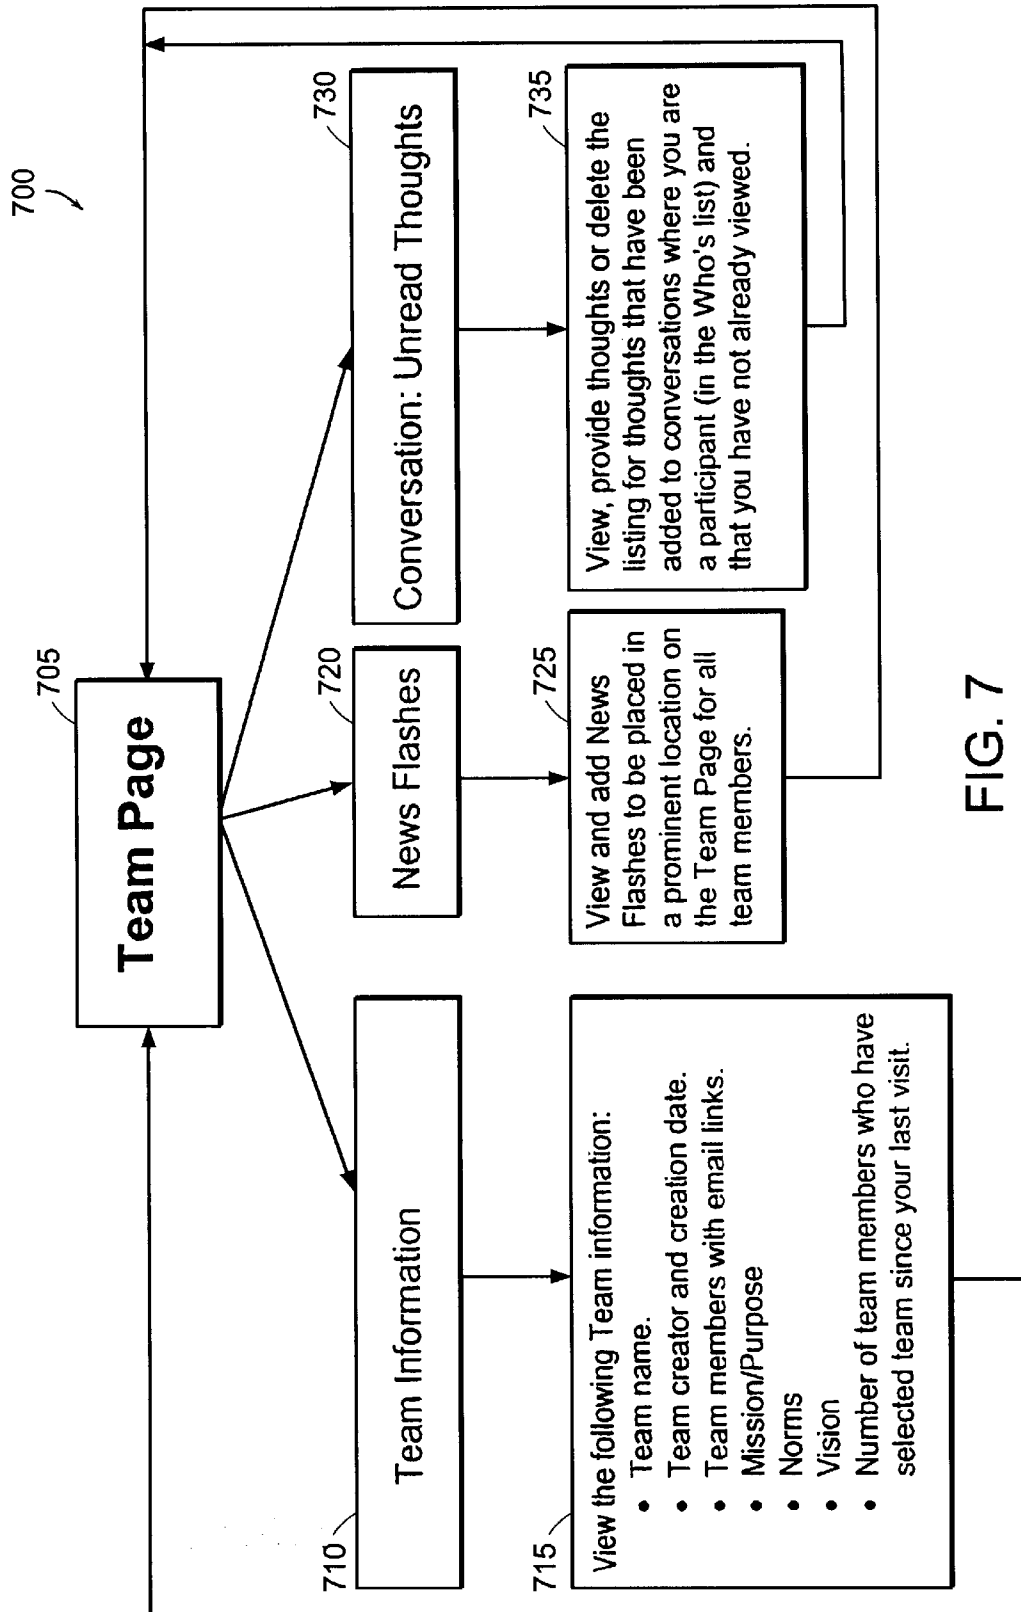 700
705
Team Page
710
Team Information
720
News Flashes
730
Conversation: Unread Thoughts
715
View the following Team information:
• Team name.
• Team creator and creation date.
• Team members with email links.
• Mission/Purpose
• Norms
• Vision
• Number of team members who have
selected team since your last visit.
725
View and add News
Flashes to be placed in
a prominent location on
the Team Page for all
team members.
735
View, provide thoughts or delete the
listing for thoughts that have been
added to conversations where you are
a participant (in the Who's list) and
that you have not already viewed.
FIG. 7